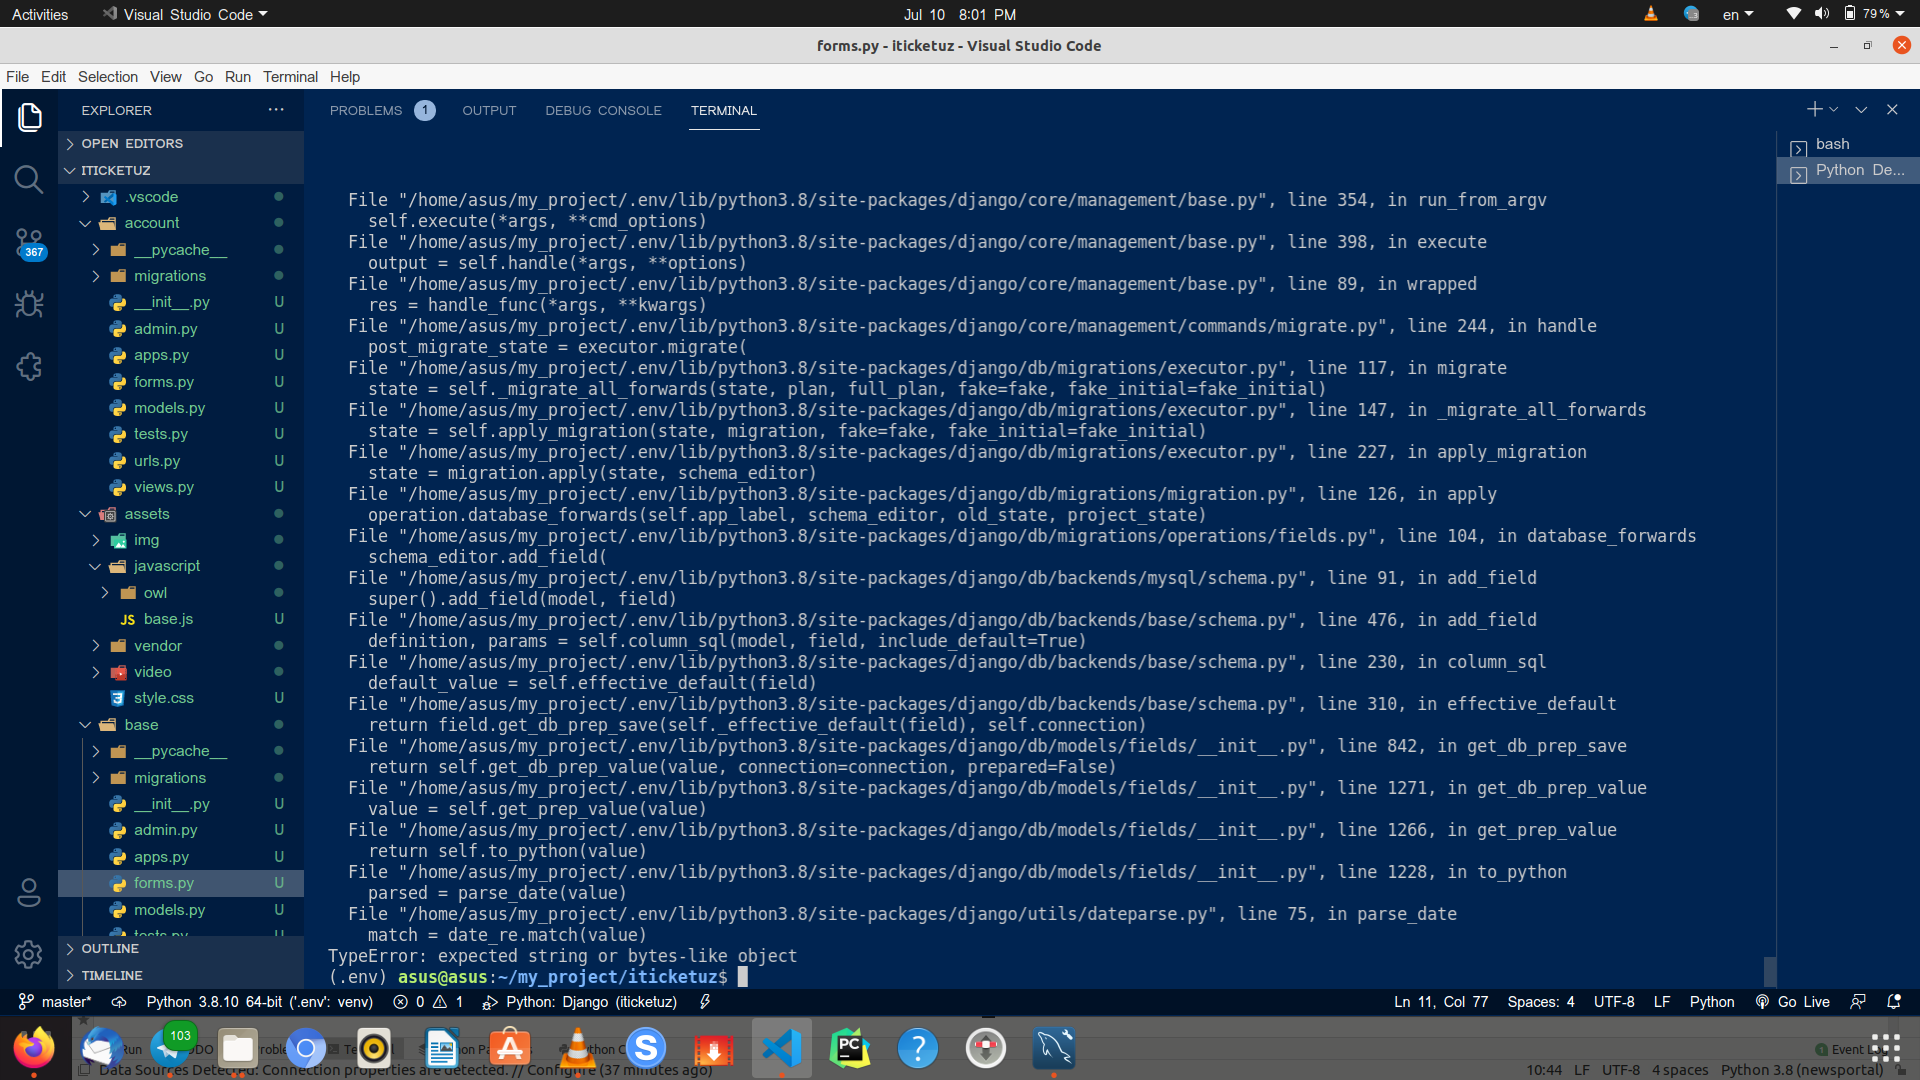 Activities
Visual Studio Code
Jul 10 8:01 PM
en
79 %
forms.py - iticketuz - Visual Studio Code
File Edit Selection View Go Run Terminal Help
EXPLORER
PROBLEMS 1 OUTPUT DEBUG CONSOLE TERMINAL
OPEN EDITORS
ITICKETUZ
.vscode
account
__pycache__
migrations
__init__.py U
admin.py U
apps.py U
forms.py U
models.py U
tests.py U
urls.py U
views.py U
assets
img
javascript
owl
JS base.js U
vendor
video
style.css U
base
__pycache__
migrations
__init__.py U
admin.py U
apps.py U
forms.py U
models.py U
tests.py U
OUTLINE
TIMELINE
367
File "/home/asus/my_project/.env/lib/python3.8/site-packages/django/core/management/base.py", line 354, in run_from_argv
self.execute(*args, **cmd_options)
File "/home/asus/my_project/.env/lib/python3.8/site-packages/django/core/management/base.py", line 398, in execute
output = self.handle(*args, **options)
File "/home/asus/my_project/.env/lib/python3.8/site-packages/django/core/management/base.py", line 89, in wrapped
res = handle_func(*args, **kwargs)
File "/home/asus/my_project/.env/lib/python3.8/site-packages/django/core/management/commands/migrate.py", line 244, in handle
post_migrate_state = executor.migrate(
File "/home/asus/my_project/.env/lib/python3.8/site-packages/django/db/migrations/executor.py", line 117, in migrate
state = self._migrate_all_forwards(state, plan, full_plan, fake=fake, fake_initial=fake_initial)
File "/home/asus/my_project/.env/lib/python3.8/site-packages/django/db/migrations/executor.py", line 147, in _migrate_all_forwards
state = self.apply_migration(state, migration, fake=fake, fake_initial=fake_initial)
File "/home/asus/my_project/.env/lib/python3.8/site-packages/django/db/migrations/executor.py", line 227, in apply_migration
state = migration.apply(state, schema_editor)
File "/home/asus/my_project/.env/lib/python3.8/site-packages/django/db/migrations/migration.py", line 126, in apply
operation.database_forwards(self.app_label, schema_editor, old_state, project_state)
File "/home/asus/my_project/.env/lib/python3.8/site-packages/django/db/migrations/operations/fields.py", line 104, in database_forwards
schema_editor.add_field(
File "/home/asus/my_project/.env/lib/python3.8/site-packages/django/db/backends/mysql/schema.py", line 91, in add_field
super().add_field(model, field)
File "/home/asus/my_project/.env/lib/python3.8/site-packages/django/db/backends/base/schema.py", line 476, in add_field
definition, params = self.column_sql(model, field, include_default=True)
File "/home/asus/my_project/.env/lib/python3.8/site-packages/django/db/backends/base/schema.py", line 230, in column_sql
default_value = self.effective_default(field)
File "/home/asus/my_project/.env/lib/python3.8/site-packages/django/db/backends/base/schema.py", line 310, in effective_default
return field.get_db_prep_save(self._effective_default(field), self.connection)
File "/home/asus/my_project/.env/lib/python3.8/site-packages/django/db/models/fields/__init__.py", line 842, in get_db_prep_save
return self.get_db_prep_value(value, connection=connection, prepared=False)
File "/home/asus/my_project/.env/lib/python3.8/site-packages/django/db/models/fields/__init__.py", line 1271, in get_db_prep_value
value = self.get_prep_value(value)
File "/home/asus/my_project/.env/lib/python3.8/site-packages/django/db/models/fields/__init__.py", line 1266, in get_prep_value
return self.to_python(value)
File "/home/asus/my_project/.env/lib/python3.8/site-packages/django/db/models/fields/__init__.py", line 1228, in to_python
parsed = parse_date(value)
File "/home/asus/my_project/.env/lib/python3.8/site-packages/django/utils/dateparse.py", line 75, in parse_date
match = date_re.match(value)
TypeError: expected string or bytes-like object
(.env) asus@asus:~/my_project/iticketuz$
bash
Python De...
master* Python 3.8.10 64-bit ('.env': venv) 0 1 Python: Django (iticketuz)
Ln 11, Col 77 Spaces: 4 UTF-8 LF Python Go Live
103
S
PC
?
Run
Event Log
Data Sources Detected: Connection properties are detected. // Configure (37 minutes ago)
10:44 LF UTF-8 4 spaces Python 3.8 (newsportal)